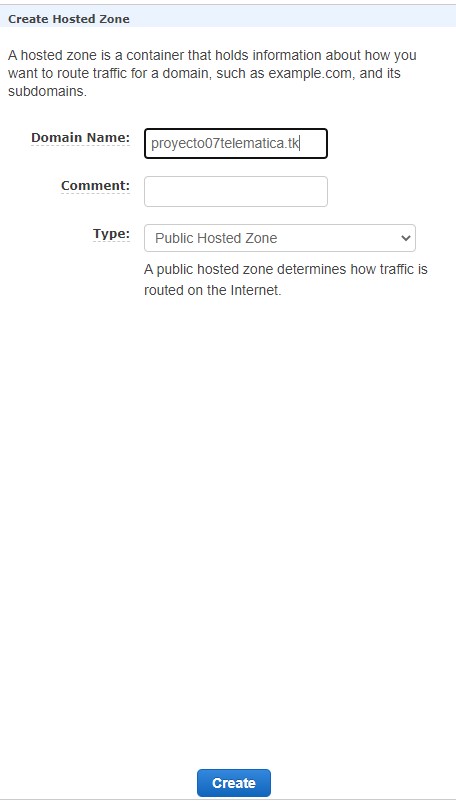 Create Hosted Zone
A hosted zone is a container that holds information about how you
want to route traffic for a domain, such as example.com, and its
subdomains.
Domain Name: proyecto07telematica.tk
Comment:
Type: Public Hosted Zone
A public hosted zone determines how traffic is
routed on the Internet.
Create